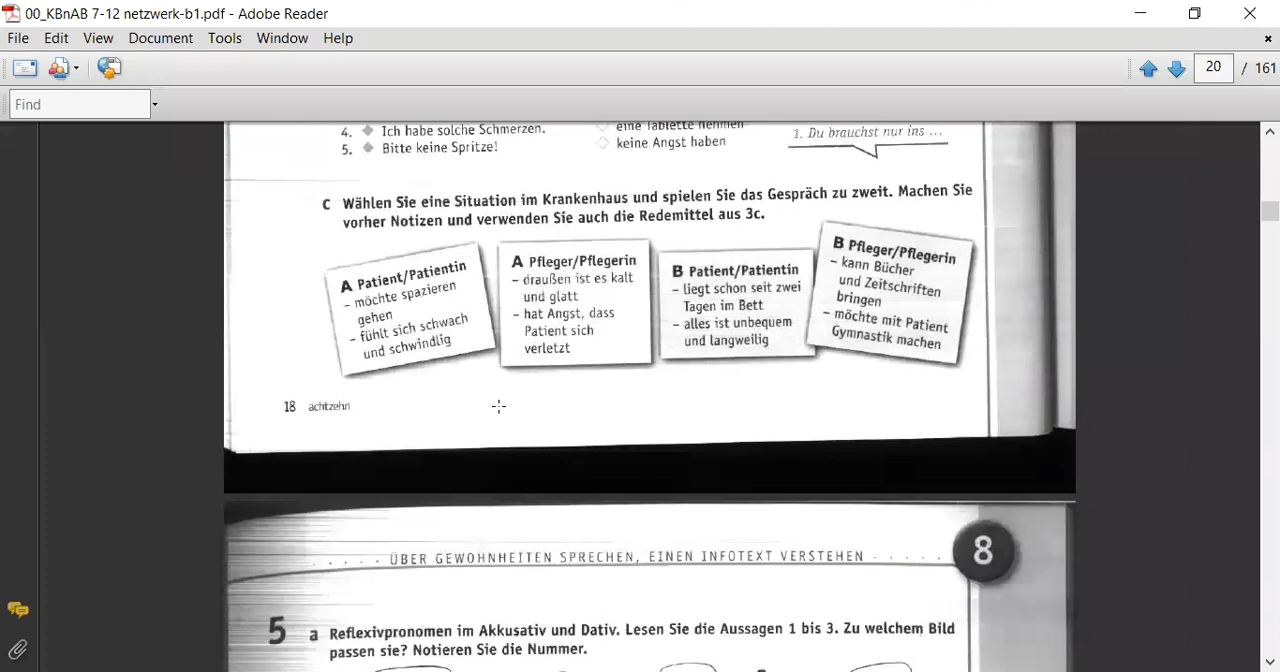 00_KBnAB 7-12 netzwerk-b1.pdf - Adobe Reader
File Edit View Document Tools Window Help
20 / 161
Find
4. Ich habe solche Schmerzen. eine Tablette nehmen
5. Bitte keine Spritze! keine Angst haben
1. Du brauchst nur ins ...
c Wählen Sie eine Situation im Krankenhaus und spielen Sie das Gespräch zu zweit. Machen Sie
vorher Notizen und verwenden Sie auch die Redemittel aus 3c.
A Patient/Patientin
– möchte spazieren
gehen
– fühlt sich schwach
und schwindlig
A Pfleger/Pflegerin
– draußen ist es kalt
und glatt
– hat Angst, dass
Patient sich
verletzt
B Patient/Patientin
– liegt schon seit zwei
Tagen im Bett
– alles ist unbequem
und langweilig
B Pfleger/Pflegerin
– kann Bücher
und Zeitschriften
bringen
– möchte mit Patient
Gymnastik machen
18 achtzehn
ÜBER GEWOHNHEITEN SPRECHEN, EINEN INFOTEXT VERSTEHEN
8
5 a Reflexivpronomen im Akkusativ und Dativ. Lesen Sie die Aussagen 1 bis 3. Zu welchem Bild
passen sie? Notieren Sie die Nummer.